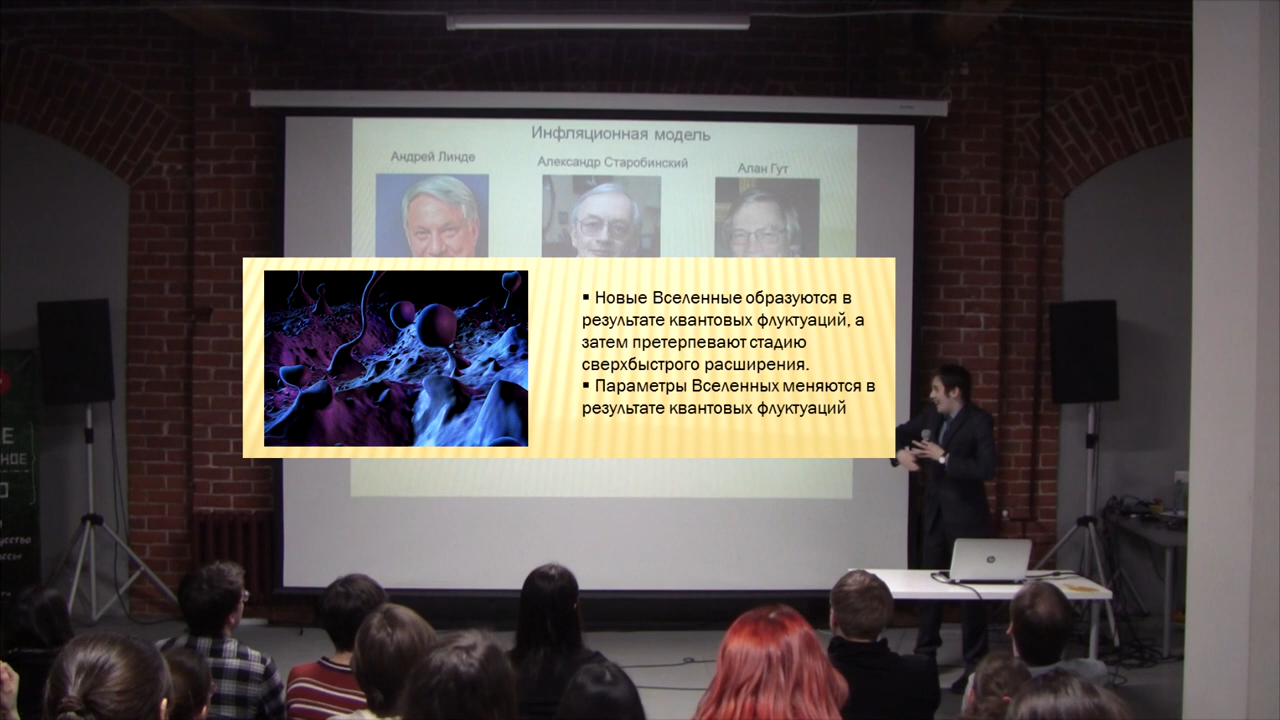 Инфляционная модель
Андрей Линде
Александр Старобинский
Алан Гут
▪ Новые Вселенные образуются в
результате квантовых флуктуаций, а
затем претерпевают стадию
сверхбыстрого расширения.
▪ Параметры Вселенных меняются в
результате квантовых флуктуаций
hp